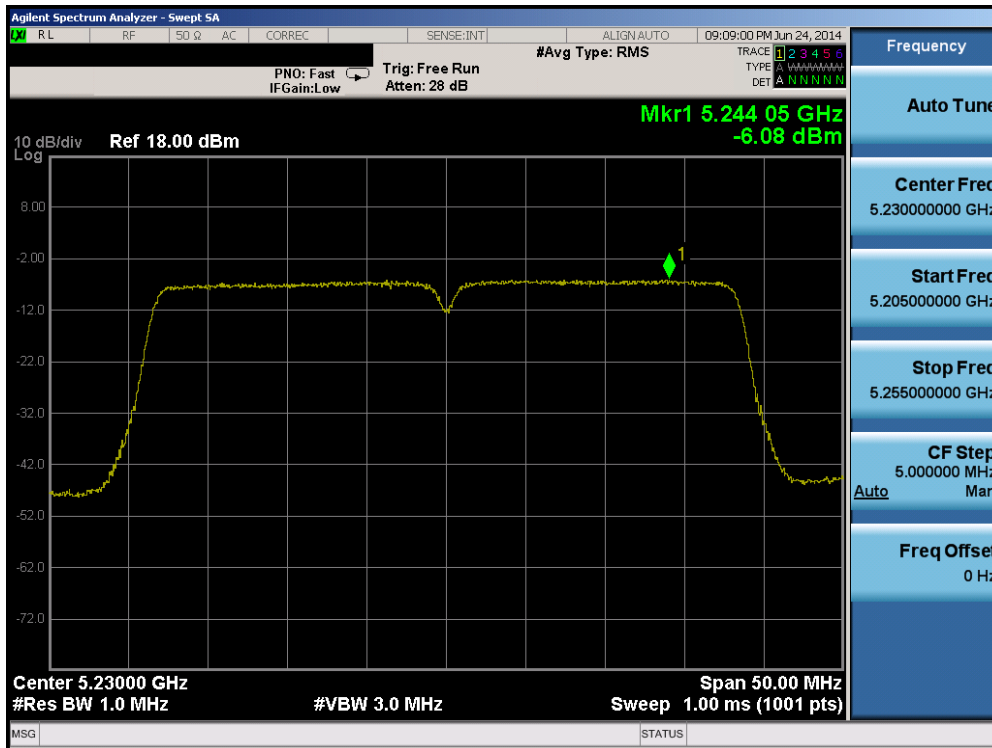 Agilent Spectrum Analyzer - Swept SA
LXI RL RF 50 Ω AC CORREC SENSE:INT ALIGN AUTO 09:09:00 PM Jun 24, 2014
#Avg Type: RMS TRACE 1 2 3 4 5 6
PNO: Fast Trig: Free Run TYPE A WWWWW
IFGain:Low Atten: 28 dB DET A N N N N N
Mkr1 5.244 05 GHz
-6.08 dBm
10 dB/div Ref 18.00 dBm
Log
8.00
1
-2.00
-12.0
-22.0
-32.0
-42.0
-52.0
-62.0
-72.0
Center 5.23000 GHz Span 50.00 MHz
#Res BW 1.0 MHz #VBW 3.0 MHz Sweep 1.00 ms (1001 pts)
MSG STATUS
Frequency
Auto Tune
Center Freq
5.230000000 GHz
Start Freq
5.205000000 GHz
Stop Freq
5.255000000 GHz
CF Step
5.000000 MHz
Auto Man
Freq Offset
0 Hz